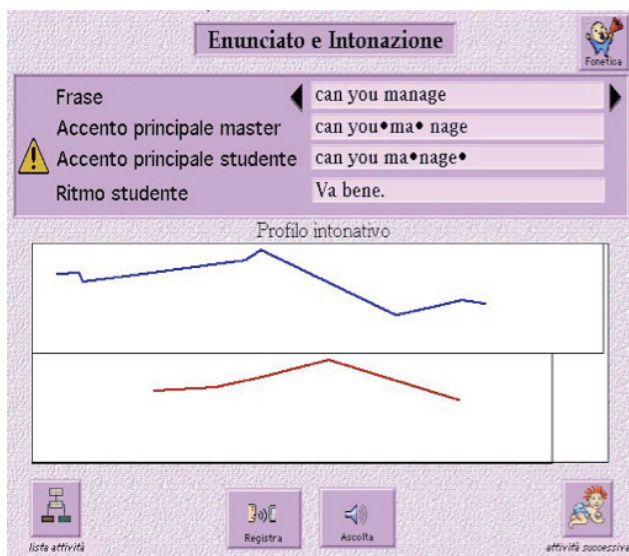 Enunciato e Intonazione
Fonetica
Frase can you manage
Accento principale master can you•ma• nage
Accento principale studente can you ma•nage•
Ritmo studente Va bene.
Profilo intonativo
lista attività Registra Ascolta attività successiva